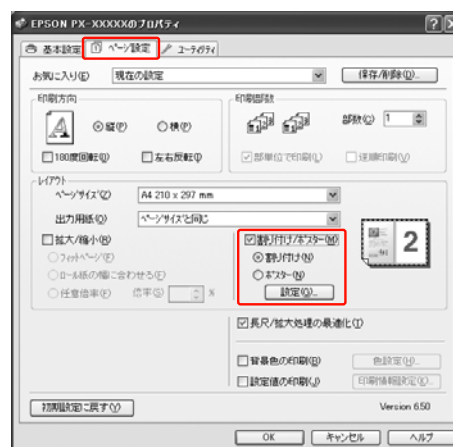 EPSON PX-XXXXXのプロパティ
基本設定 ページ設定 ユーティリティ
お気に入り(E) 現在の設定 保存/削除(D)...
印刷方向 印刷部数
縦(P) 横(P) 部数(C) 1
180度回転(Q) 左右反転 部単位で印刷(L) 逆順印刷(V)
レイアウト
ページサイズ(Z) A4 210 x 297 mm
出力用紙(O) ページサイズと同じ
拡大/縮小(R) 割り付け/ポスター(M)
フィットページ(F) 割り付け(N)
ロール紙の幅に合わせる(F) ポスター(N)
任意倍率(F) 倍率(S) % 設定(G)...
2
長尺/拡大処理の最適化(T)
背景色の印刷(B) 色設定(H)...
設定値の印刷(J) 印刷情報設定(K)...
初期設定に戻す(Y) Version 6.50
OK キャンセル ヘルプ